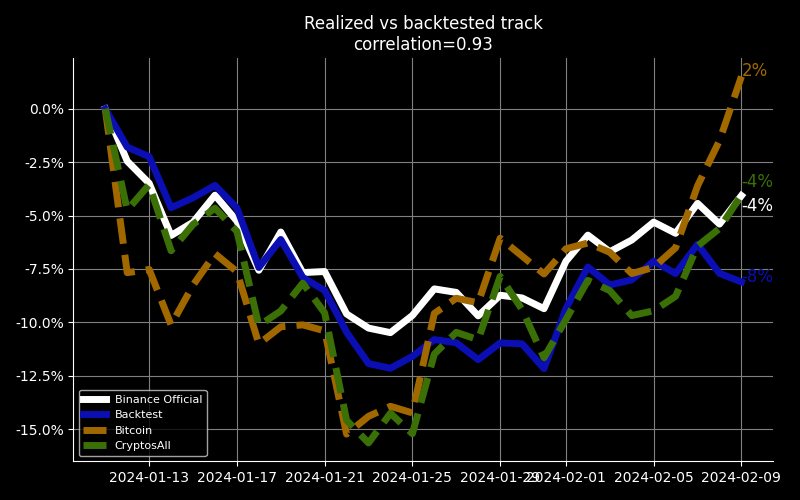 Realized vs backtested track
correlation=0.93
2%
0.0%
-2.5%
-4%
-5.0%
-4%
-7.5%
-8%
-10.0%
-12.5%
-15.0%
Binance Official
Backtest
Bitcoin
CryptosAll
2024-01-13 2024-01-17 2024-01-21 2024-01-25 2024-01-29 2024-02-01 2024-02-05 2024-02-09